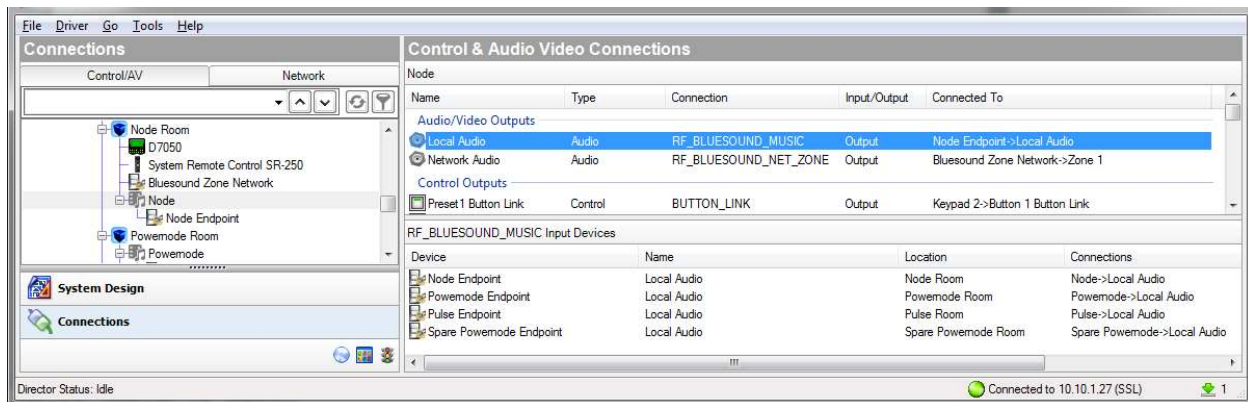 File Driver Go Tools Help
Connections
Control/AV Network
Node Room
D7050
System Remote Control SR-250
Bluesound Zone Network
Node
Node Endpoint
Powernode Room
Powernode
System Design
Connections
Control & Audio Video Connections
Node
Name Type Connection Input/Output Connected To
Audio/Video Outputs
Local Audio Audio RF_BLUESOUND_MUSIC Output Node Endpoint->Local Audio
Network Audio Audio RF_BLUESOUND_NET_ZONE Output Bluesound Zone Network->Zone 1
Control Outputs
Preset1 Button Link Control BUTTON_LINK Output Keypad 2->Button 1 Button Link
RF_BLUESOUND_MUSIC Input Devices
Device Name Location Connections
Node Endpoint Local Audio Node Room Node->Local Audio
Powernode Endpoint Local Audio Powernode Room Powernode->Local Audio
Pulse Endpoint Local Audio Pulse Room Pulse->Local Audio
Spare Powernode Endpoint Local Audio Spare Powernode Room Spare Powernode->Local Audio
Director Status: Idle Connected to 10.10.1.27 (SSL) 1